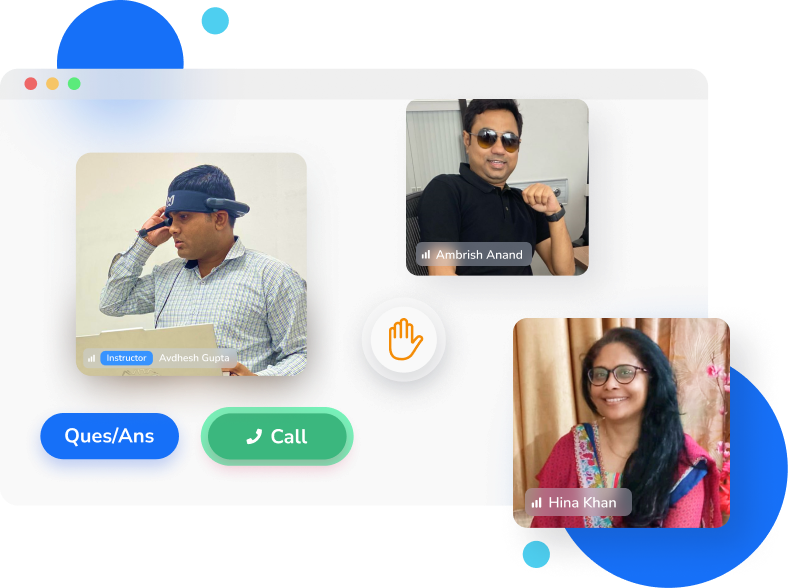 Ambrish Anand
Instructor Avdhesh Gupta
Ques/Ans
Call
Hina Khan